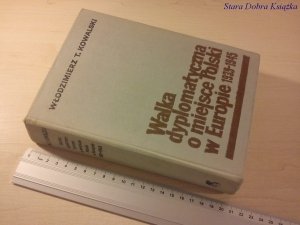 Stara Dobra Książka
WŁODZIMIERZ T. KOWALSKI
Walka
dyplomatyczna
o miejsce Polski
w Europie (1939-1945)